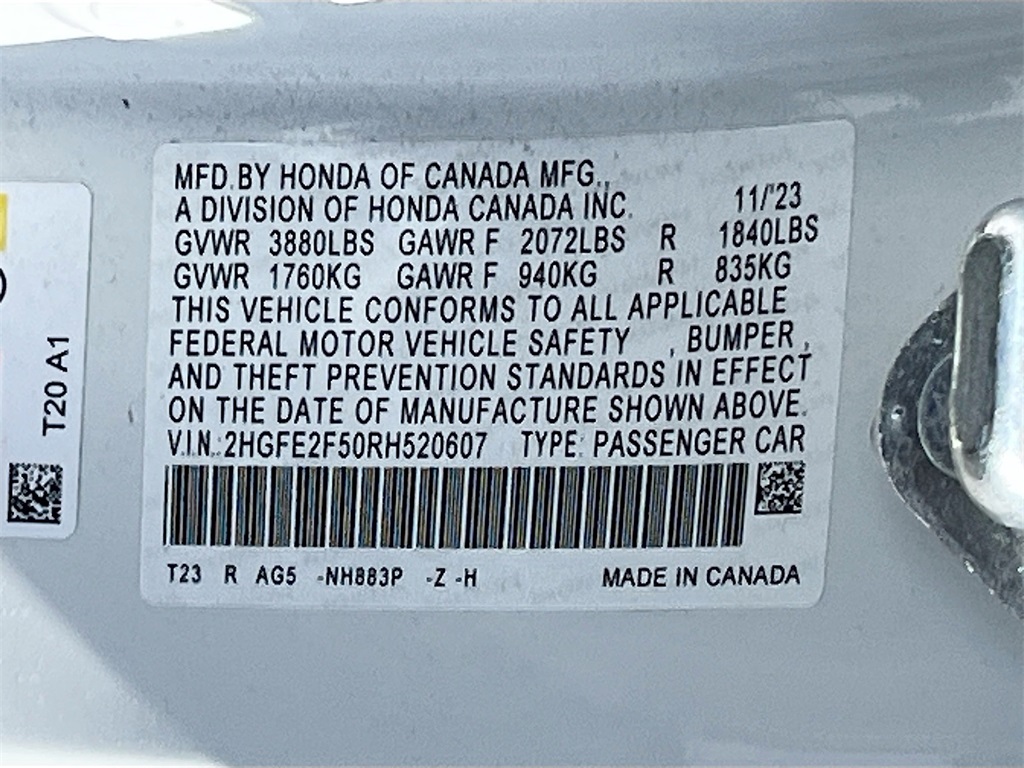 MFD. BY HONDA OF CANADA MFG.,
A DIVISION OF HONDA CANADA INC. 11/'23
GVWR 3880LBS GAWR F 2072LBS R 1840LBS
GVWR 1760KG GAWR F 940KG R 835KG
THIS VEHICLE CONFORMS TO ALL APPLICABLE
FEDERAL MOTOR VEHICLE SAFETY , BUMPER ,
AND THEFT PREVENTION STANDARDS IN EFFECT
ON THE DATE OF MANUFACTURE SHOWN ABOVE.
V.I.N.: 2HGFE2F50RH520607 TYPE: PASSENGER CAR
T23 R AG5 -NH883P -Z -H MADE IN CANADA
T20 A1